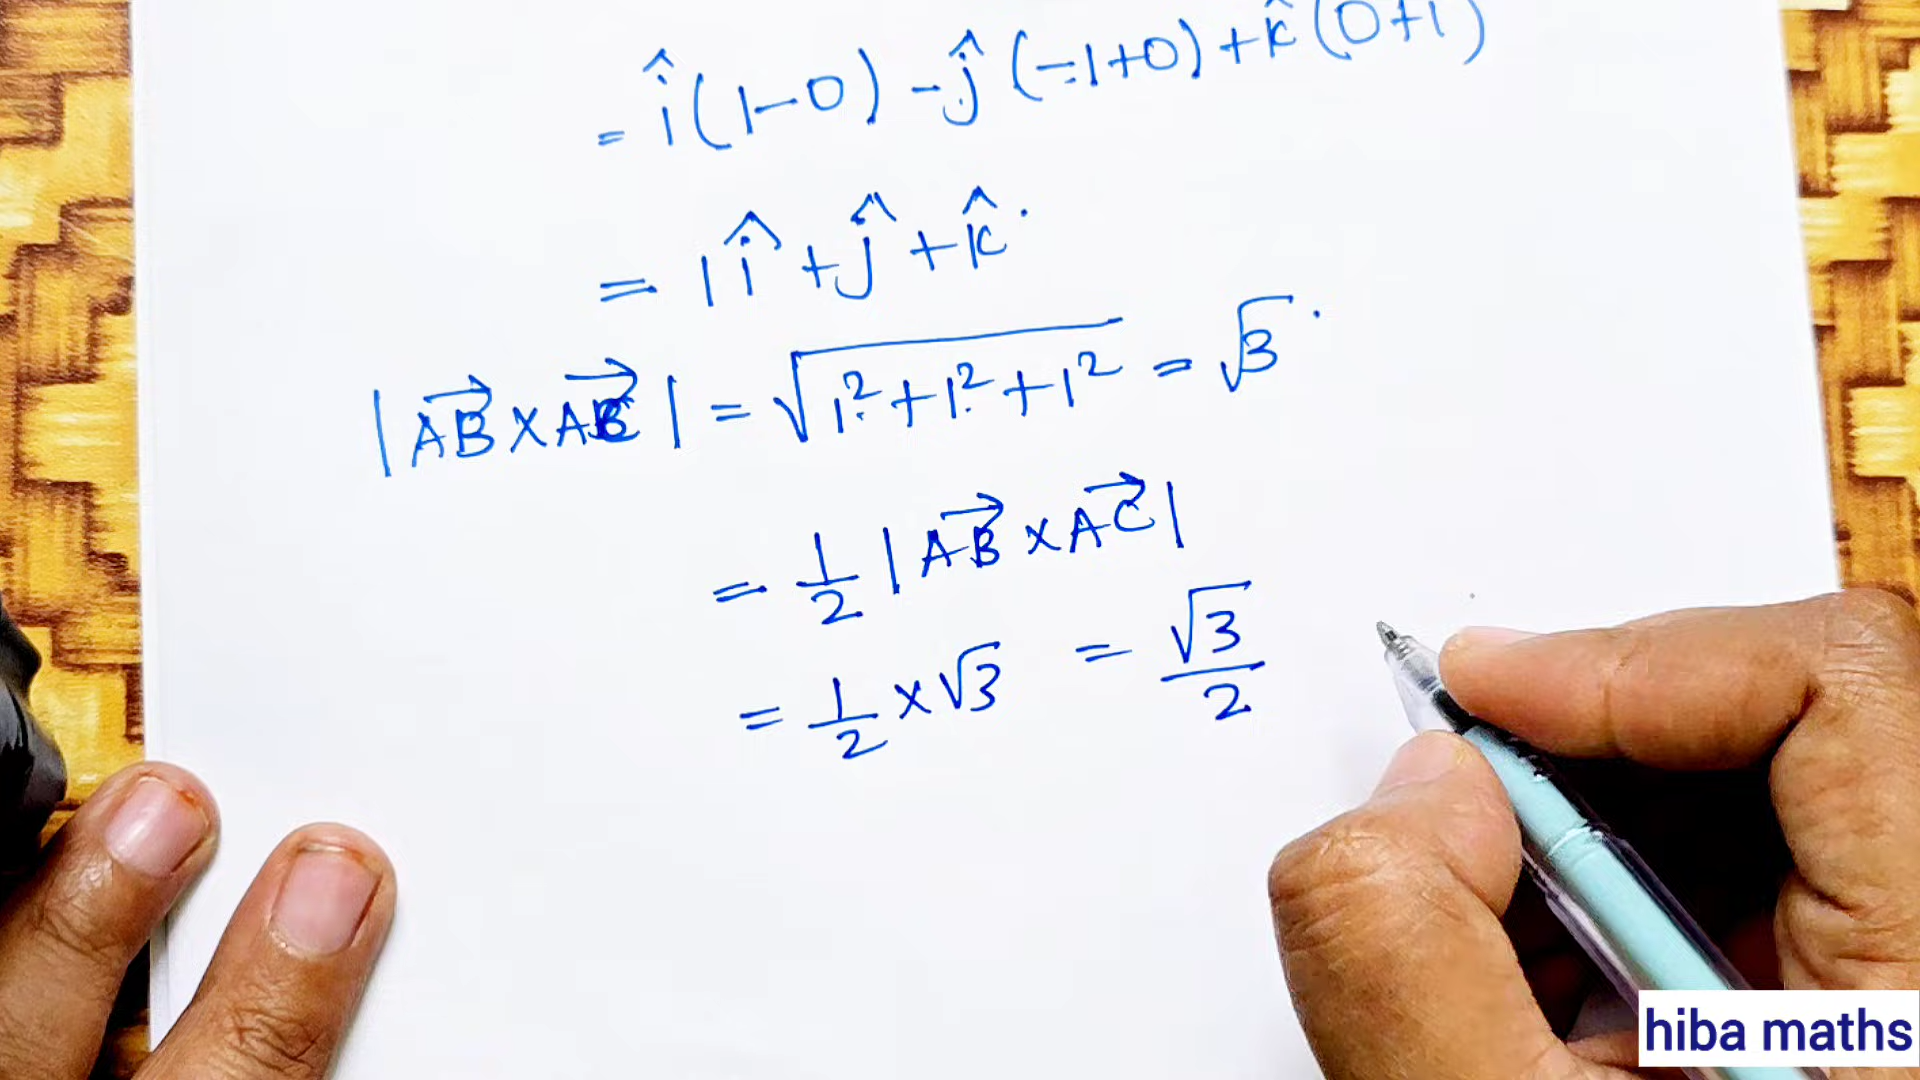 = î(1-0) - ĵ(-1+0) + k̂(0+1)
= 1î + ĵ + k̂.
|AB⃗ × AC⃗| = √(1² + 1² + 1²) = √3.
= 1/2 |AB⃗ × AC⃗|
= 1/2 × √3 = √3/2
hiba maths